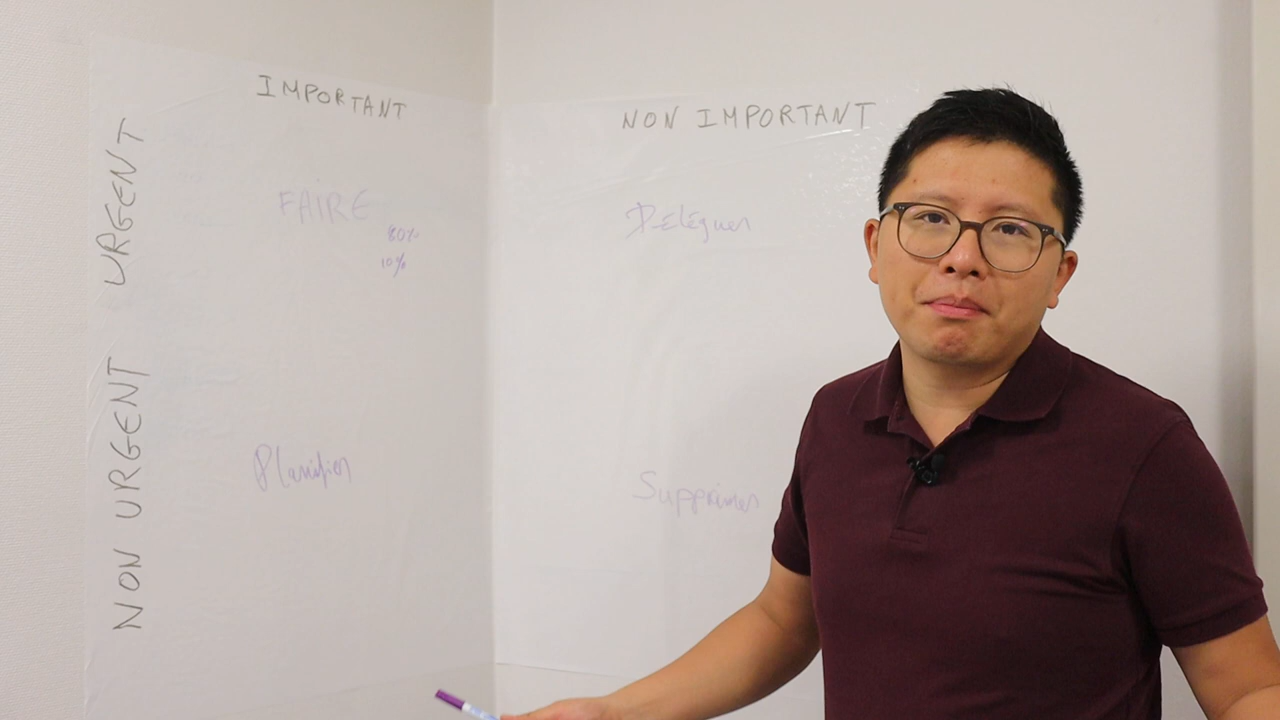 IMPORTANT
NON IMPORTANT
URGENT
FAIRE
80%
10%
Déléguer
NON URGENT
Planifier
Supprimer